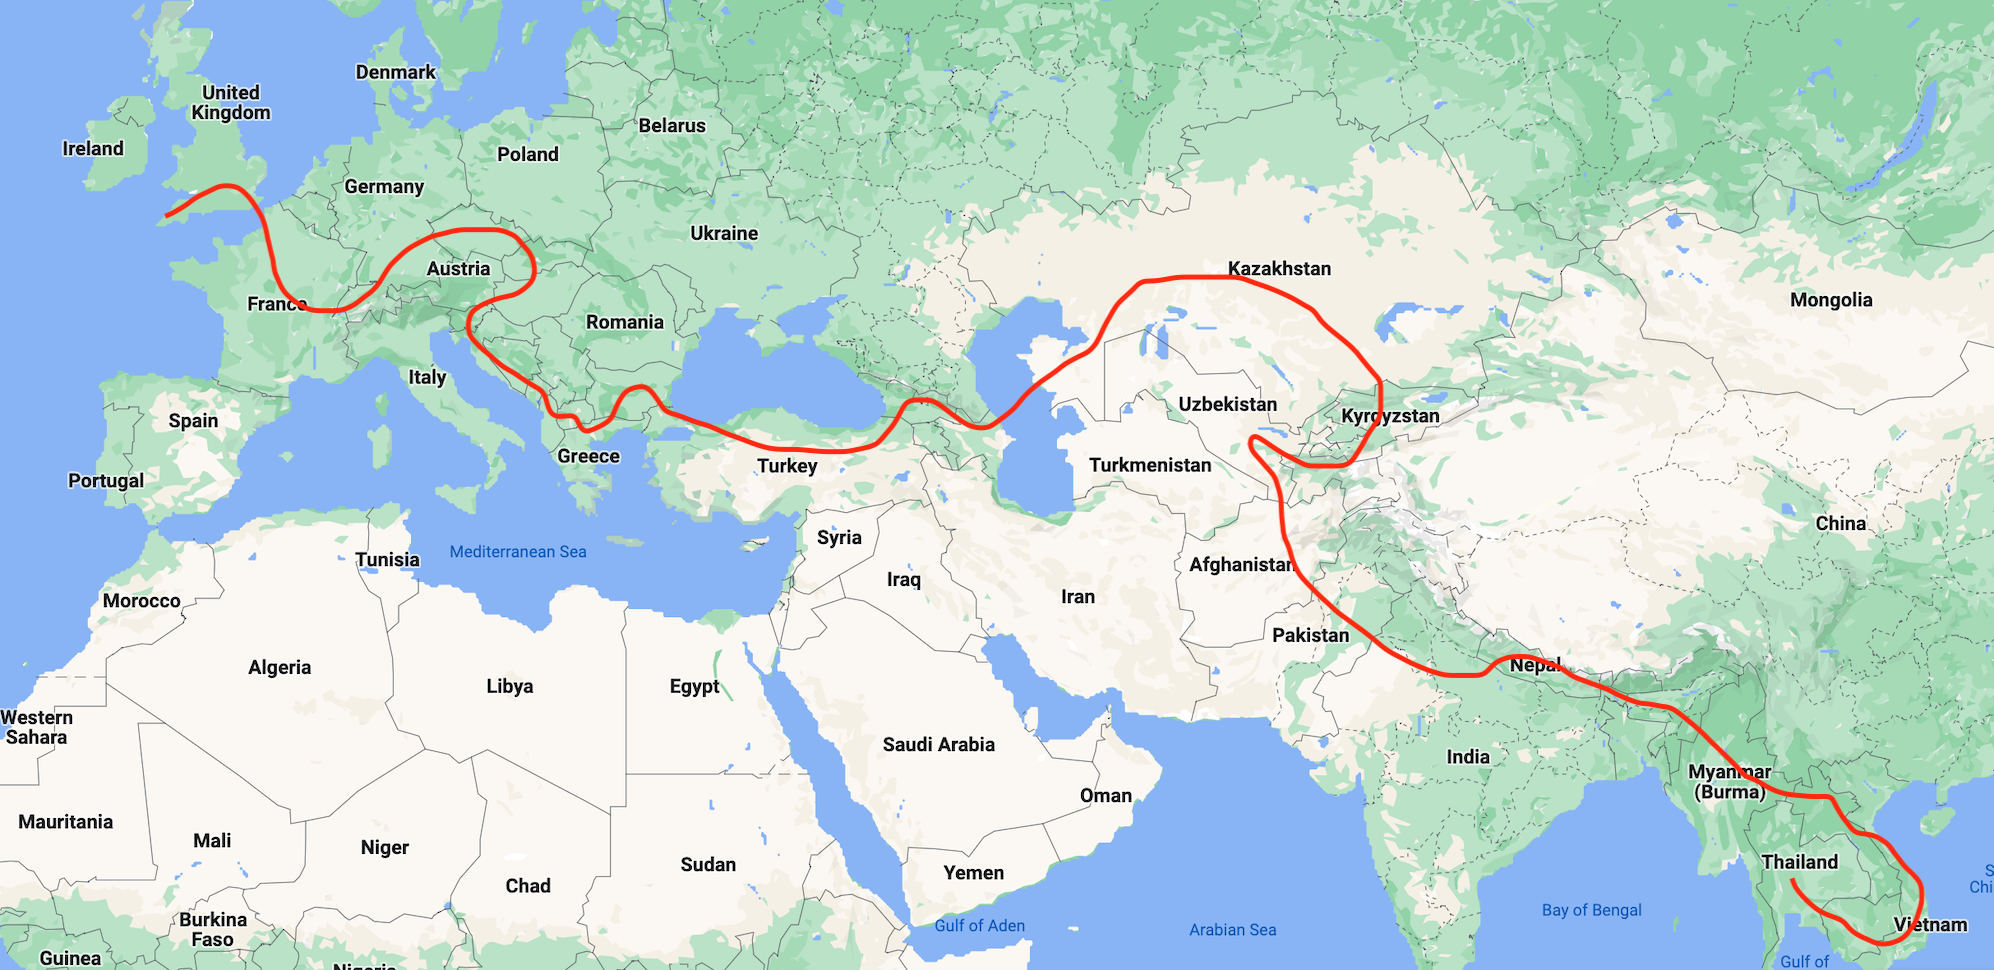 Denmark
United
Kingdom
Ireland
Belarus
Poland
Germany
Ukraine
Austria
Kazakhstan
France
Mongolia
Romania
Italy
Spain
Uzbekistan
Kyrgyzstan
Greece
Turkey
Turkmenistan
Portugal
China
Syria
Mediterranean Sea
Tunisia
Afghanistan
Iraq
Iran
Morocco
Pakistan
Algeria
Nepal
Libya
Egypt
Western
Sahara
Saudi Arabia
India
Myanmar
(Burma)
Oman
Mauritania
Mali
Niger
Sudan
Thailand
Yemen
Chad
S
Chi
Burkina
Faso
Bay of Bengal
Gulf of Aden
Arabian Sea
Vietnam
Guinea
Gulf of
Nigeria